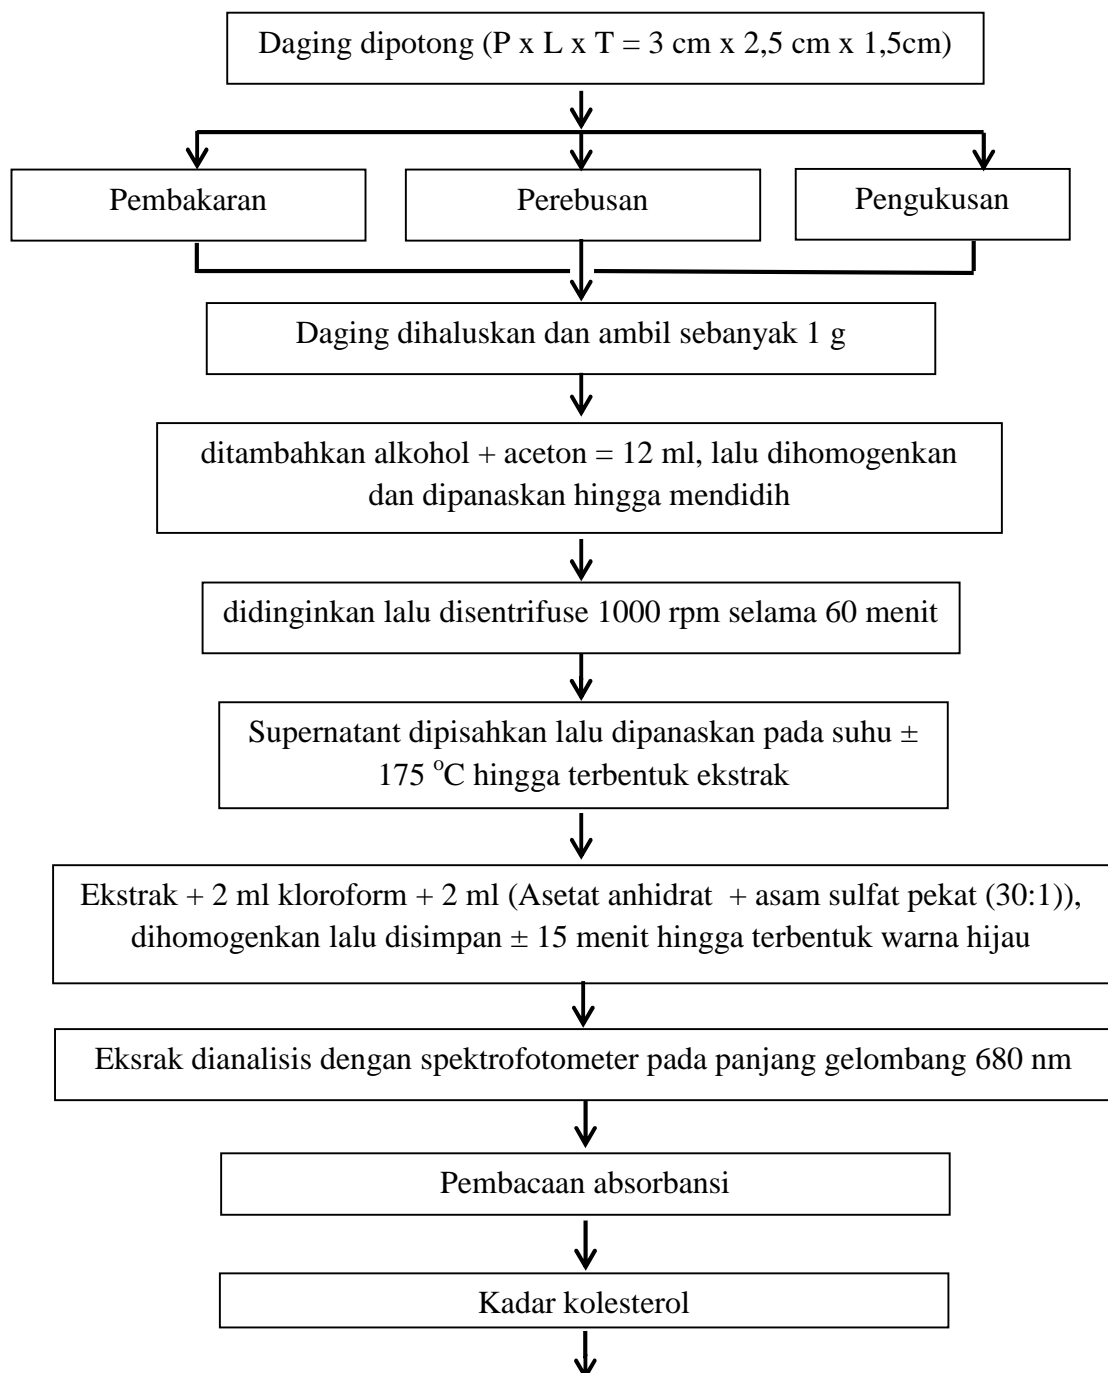 Daging dipotong (P x L x T = 3 cm x 2,5 cm x 1,5cm)
Pembakaran
Perebusan
Pengukusan
Daging dihaluskan dan ambil sebanyak 1 g
ditambahkan alkohol + aceton = 12 ml, lalu dihomogenkan
dan dipanaskan hingga mendidih
didinginkan lalu disentrifuse 1000 rpm selama 60 menit
Supernatant dipisahkan lalu dipanaskan pada suhu ±
175 °C hingga terbentuk ekstrak
Ekstrak + 2 ml kloroform + 2 ml (Asetat anhidrat  + asam sulfat pekat (30:1)),
dihomogenkan lalu disimpan ± 15 menit hingga terbentuk warna hijau
Eksrak dianalisis dengan spektrofotometer pada panjang gelombang 680 nm
Pembacaan absorbansi
Kadar kolesterol